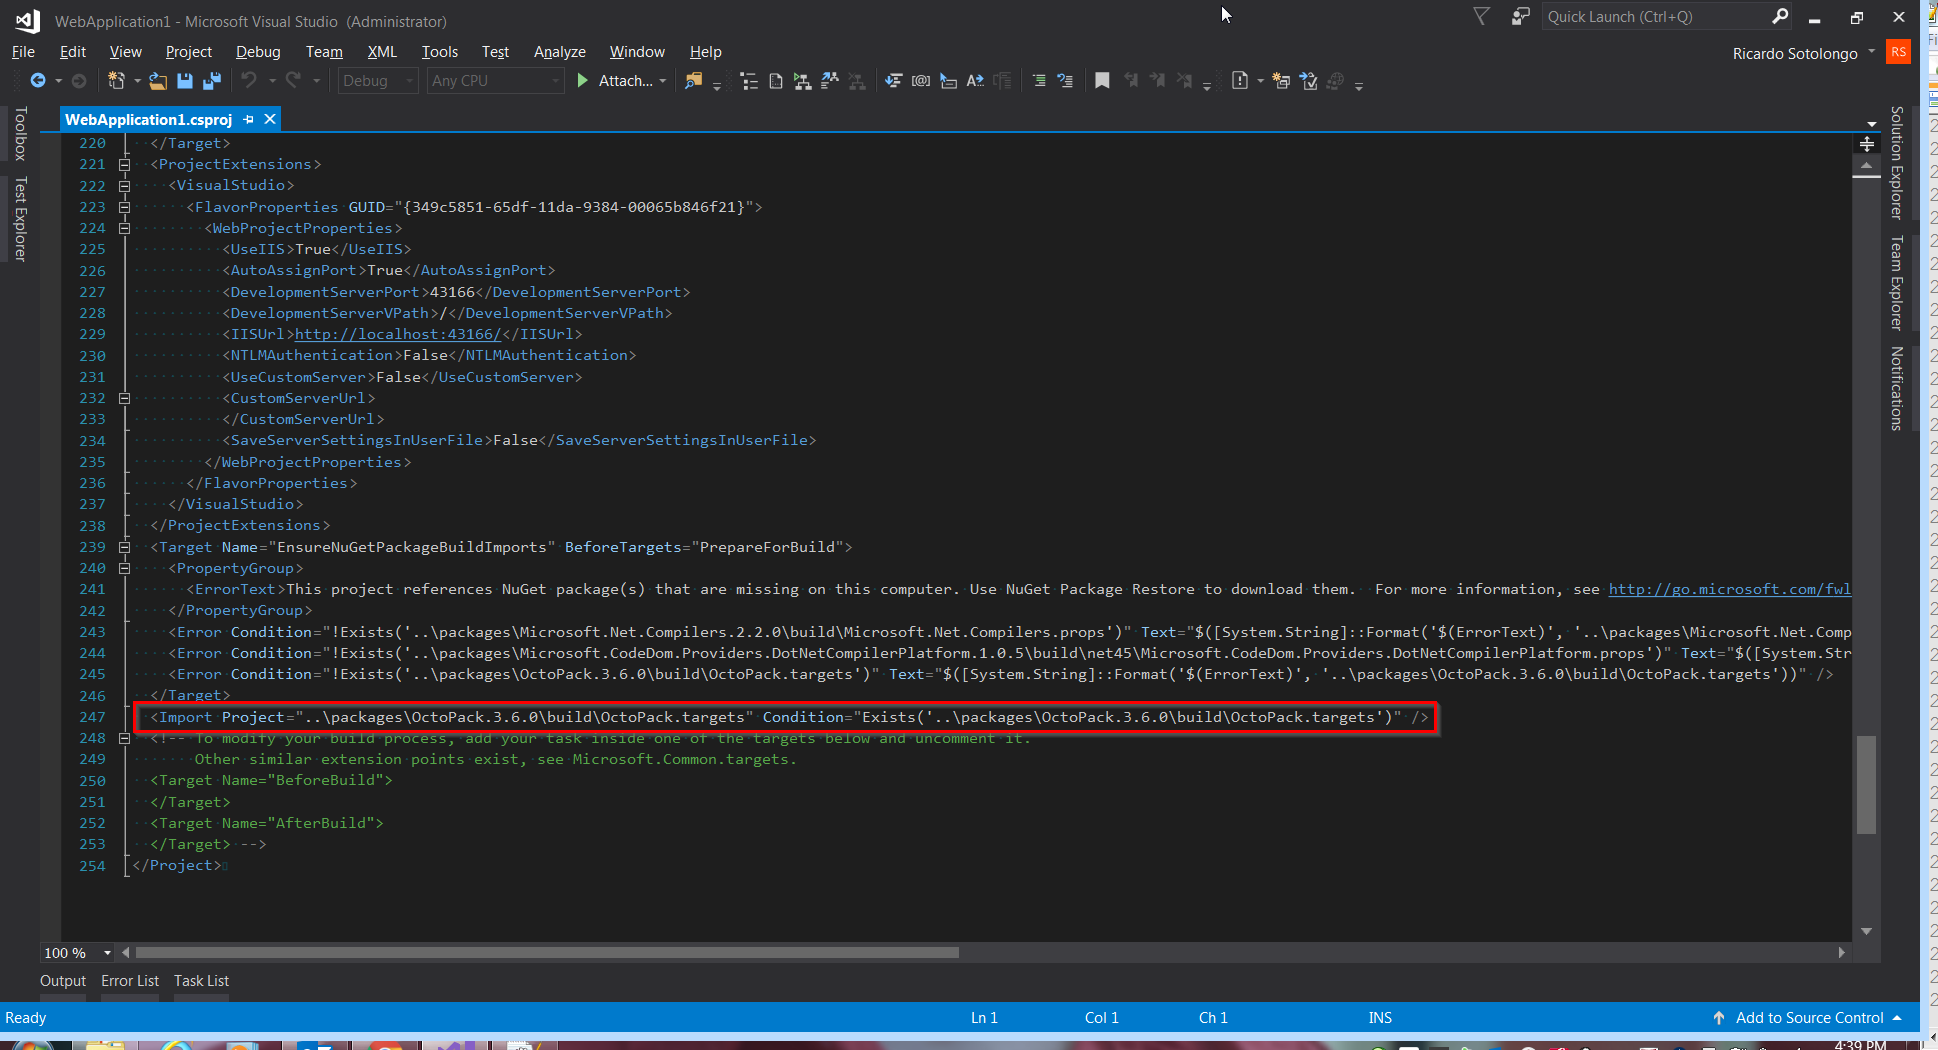 WebApplication1 - Microsoft Visual Studio  (Administrator)
Quick Launch (Ctrl+Q)
File Edit View Project Debug Team XML Tools Test Analyze Window Help
Ricardo Sotolongo RS
Debug Any CPU Attach...
Toolbox
Test Explorer
WebApplication1.csproj
Solution Explorer
Team Explorer
Notifications
220 </Target>
221 <ProjectExtensions>
222 <VisualStudio>
223 <FlavorProperties GUID="{349c5851-65df-11da-9384-00065b846f21}">
224 <WebProjectProperties>
225 <UseIIS>True</UseIIS>
226 <AutoAssignPort>True</AutoAssignPort>
227 <DevelopmentServerPort>43166</DevelopmentServerPort>
228 <DevelopmentServerVPath>/</DevelopmentServerVPath>
229 <IISUrl>http://localhost:43166/</IISUrl>
230 <NTLMAuthentication>False</NTLMAuthentication>
231 <UseCustomServer>False</UseCustomServer>
232 <CustomServerUrl>
233 </CustomServerUrl>
234 <SaveServerSettingsInUserFile>False</SaveServerSettingsInUserFile>
235 </WebProjectProperties>
236 </FlavorProperties>
237 </VisualStudio>
238 </ProjectExtensions>
239 <Target Name="EnsureNuGetPackageBuildImports" BeforeTargets="PrepareForBuild">
240 <PropertyGroup>
241 <ErrorText>This project references NuGet package(s) that are missing on this computer. Use NuGet Package Restore to download them.  For more information, see http://go.microsoft.com/fwl
242 </PropertyGroup>
243 <Error Condition="!Exists('..\packages\Microsoft.Net.Compilers.2.2.0\build\Microsoft.Net.Compilers.props')" Text="$([System.String]::Format('$(ErrorText)', '..\packages\Microsoft.Net.Comp
244 <Error Condition="!Exists('..\packages\Microsoft.CodeDom.Providers.DotNetCompilerPlatform.1.0.5\build\net45\Microsoft.CodeDom.Providers.DotNetCompilerPlatform.props')" Text="$([System.Str
245 <Error Condition="!Exists('..\packages\OctoPack.3.6.0\build\OctoPack.targets')" Text="$([System.String]::Format('$(ErrorText)', '..\packages\OctoPack.3.6.0\build\OctoPack.targets'))" />
246 </Target>
247 <Import Project="..\packages\OctoPack.3.6.0\build\OctoPack.targets" Condition="Exists('..\packages\OctoPack.3.6.0\build\OctoPack.targets')" />
248 <!-- To modify your build process, add your task inside one of the targets below and uncomment it.
249 Other similar extension points exist, see Microsoft.Common.targets.
250 <Target Name="BeforeBuild">
251 </Target>
252 <Target Name="AfterBuild">
253 </Target> -->
254 </Project>
100 %
Output Error List Task List
Ready Ln 1 Col 1 Ch 1 INS Add to Source Control
4:39 PM